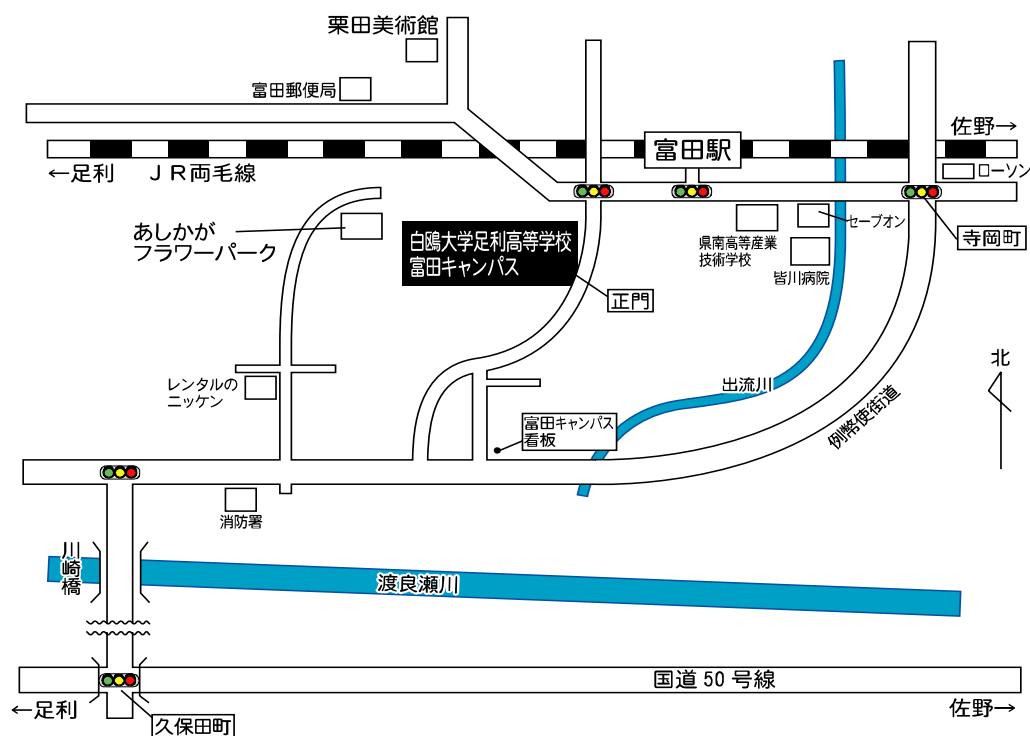 栗田美術館
富田郵便局
佐野→
富田駅
←足利
JR両毛線
ローソン
セーブオン
県南高等産業
技術学校
寺岡町
あしかが
フラワーパーク
白鴎大学足利高等学校
富田キャンパス
皆川病院
正門
北
レンタルの
ニッケン
出流川
例幣使街道
富田キャンパス
看板
消防署
川崎橋
渡良瀬川
国道50号線
←足利
佐野→
久保田町